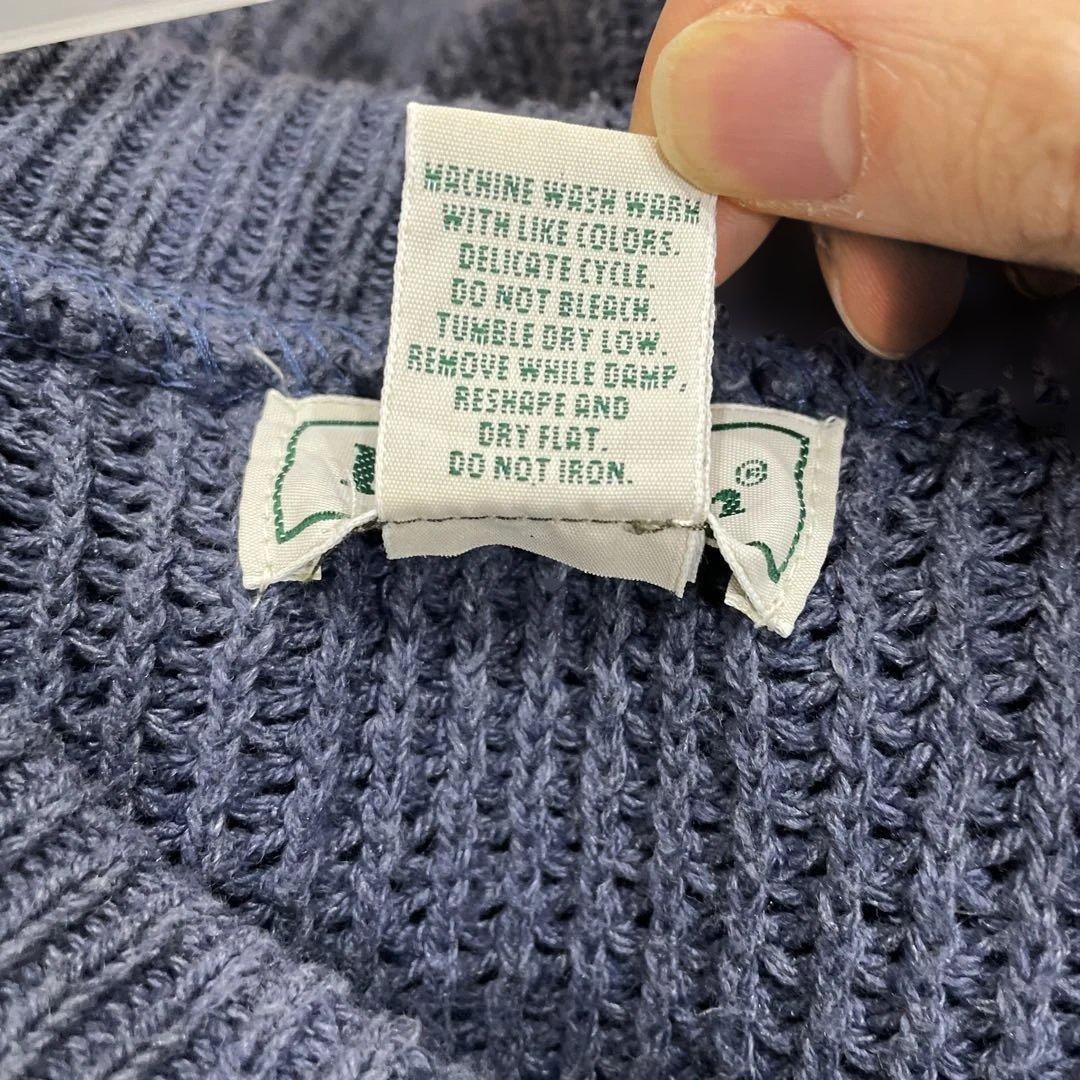 MACHINE WASH WARM
WITH LIKE COLORS.
DELICATE CYCLE.
DO NOT BLEACH.
TUMBLE DRY LOW.
REMOVE WHILE DAMP,
RESHAPE AND
DRY FLAT.
DO NOT IRON.
®